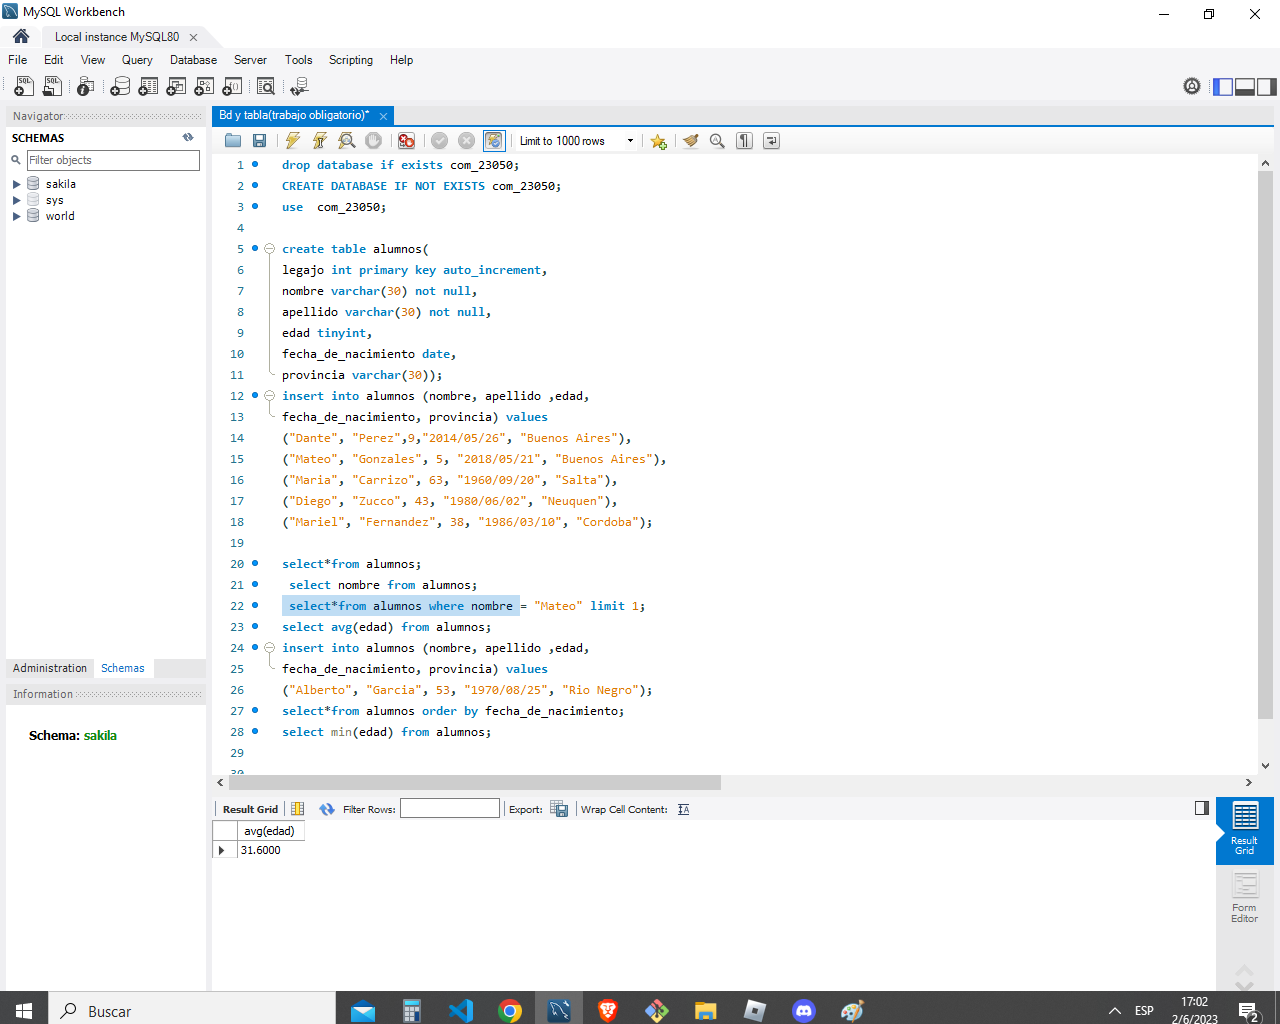 MySQL Workbench
Local instance MySQL80
File Edit View Query Database Server Tools Scripting Help
Navigator
SCHEMAS
Filter objects
sakila
sys
world
Administration Schemas
Information
Schema: sakila
Bd y tabla(trabajo obligatorio)*
Limit to 1000 rows
1 drop database if exists com_23050;
2 CREATE DATABASE IF NOT EXISTS com_23050;
3 use  com_23050;
4
5 create table alumnos(
6 legajo int primary key auto_increment,
7 nombre varchar(30) not null,
8 apellido varchar(30) not null,
9 edad tinyint,
10 fecha_de_nacimiento date,
11 provincia varchar(30));
12 insert into alumnos (nombre, apellido ,edad,
13 fecha_de_nacimiento, provincia) values
14 ("Dante", "Perez",9,"2014/05/26", "Buenos Aires"),
15 ("Mateo", "Gonzales", 5, "2018/05/21", "Buenos Aires"),
16 ("Maria", "Carrizo", 63, "1960/09/20", "Salta"),
17 ("Diego", "Zucco", 43, "1980/06/02", "Neuquen"),
18 ("Mariel", "Fernandez", 38, "1986/03/10", "Cordoba");
19
20 select*from alumnos;
21 select nombre from alumnos;
22 select*from alumnos where nombre = "Mateo" limit 1;
23 select avg(edad) from alumnos;
24 insert into alumnos (nombre, apellido ,edad,
25 fecha_de_nacimiento, provincia) values
26 ("Alberto", "Garcia", 53, "1970/08/25", "Rio Negro");
27 select*from alumnos order by fecha_de_nacimiento;
28 select min(edad) from alumnos;
29
30
Result Grid Filter Rows: Export: Wrap Cell Content:
avg(edad)
31.6000
Result
Grid
Form
Editor
Buscar
ESP
17:02
2/6/2023
2